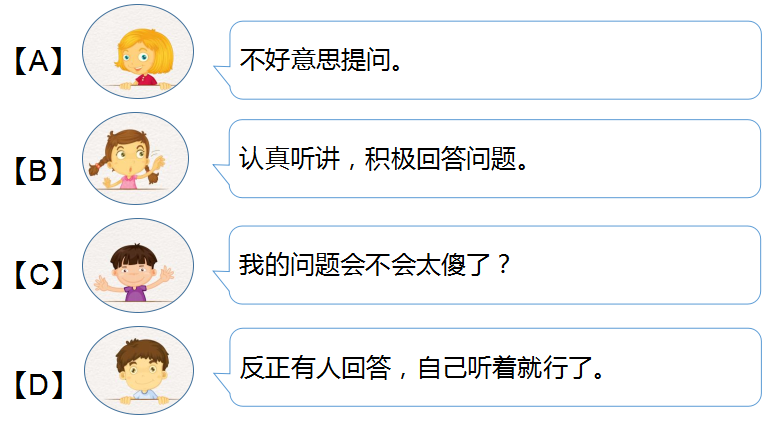 【A】 不好意思提问。
【B】 认真听讲，积极回答问题。
【C】 我的问题会不会太傻了？
【D】 反正有人回答，自己听着就行了。